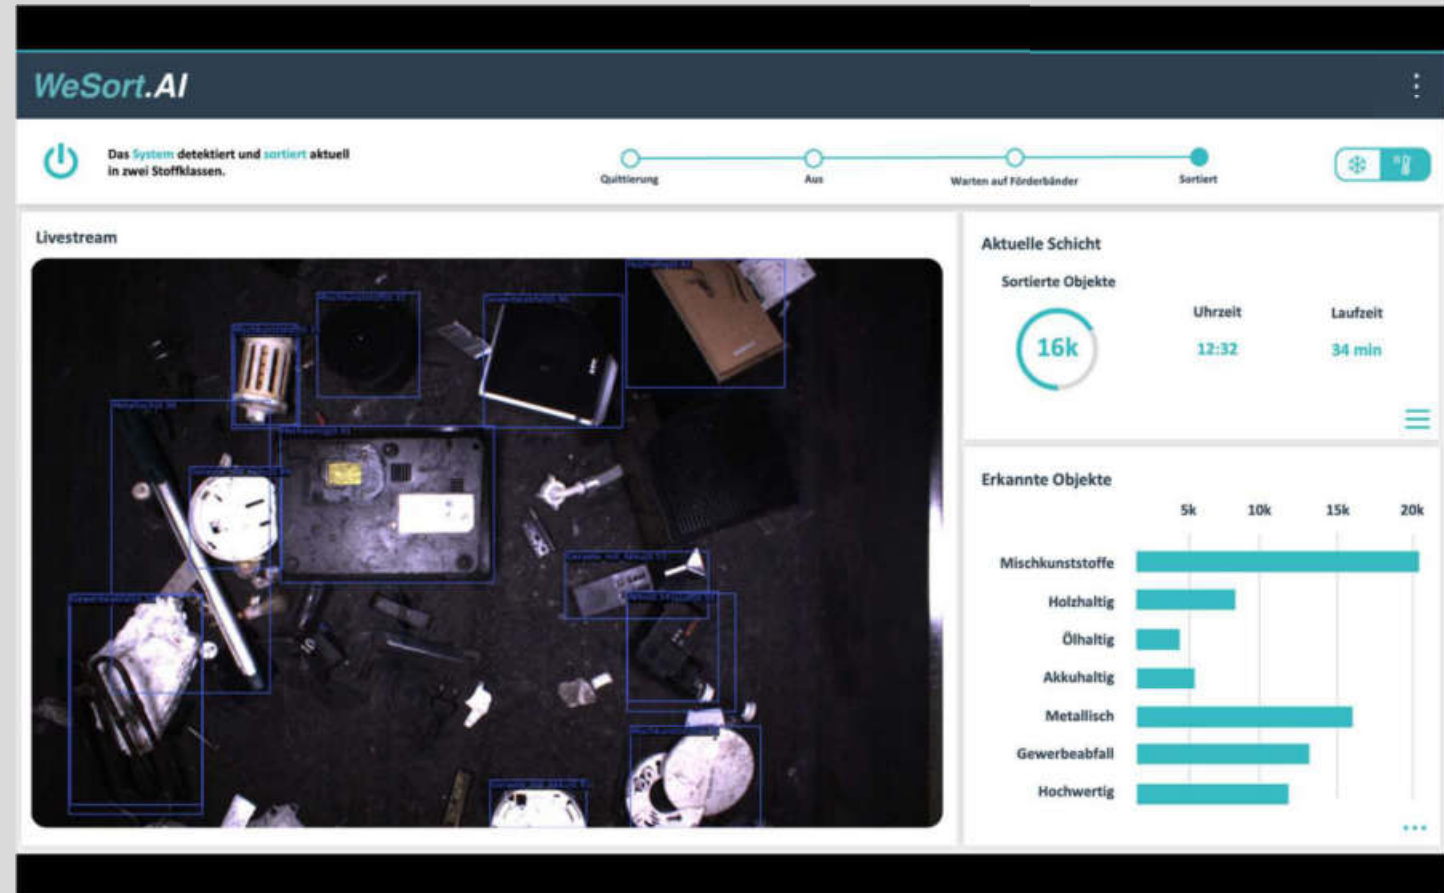 WeSort.AI
Das System detektiert und sortiert aktuell
in zwei Stoffklassen.
Quittierung
Aus
Warten auf Förderbänder
Sortiert
Livestream
Aktuelle Schicht
Sortierte Objekte
16k
Uhrzeit
12:32
Laufzeit
34 min
Erkannte Objekte
5k 10k 15k 20k
Mischkunststoffe
Holzhaltig
Ölhaltig
Akkuhaltig
Metallisch
Gewerbeabfall
Hochwertig